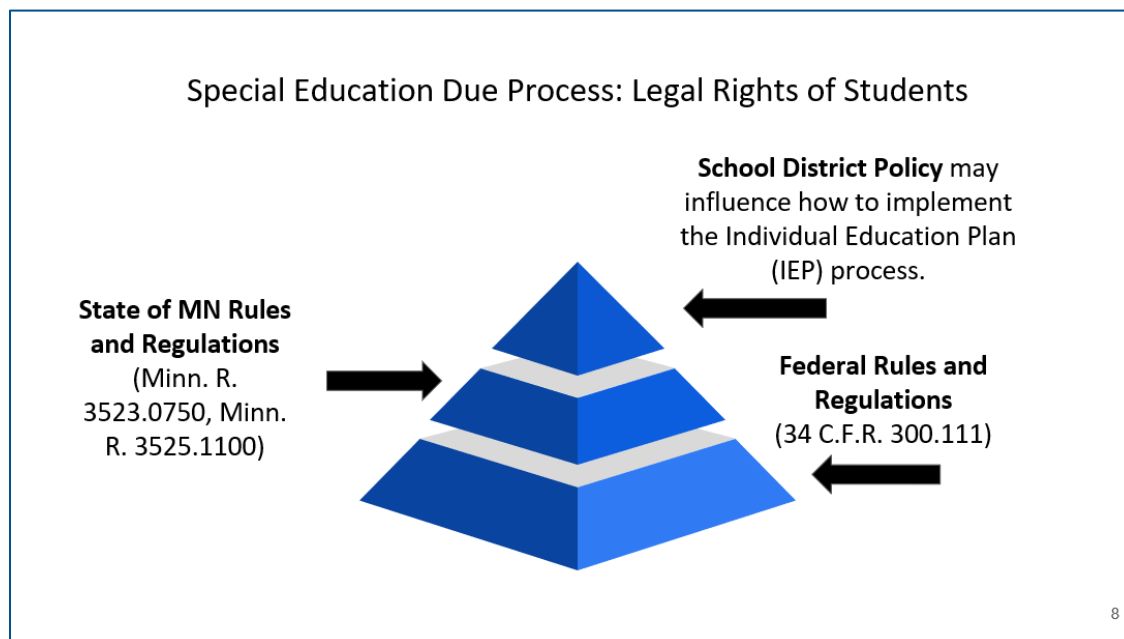 Special Education Due Process: Legal Rights of Students
School District Policy may
influence how to implement
the Individual Education Plan
(IEP) process.
State of MN Rules
and Regulations
(Minn. R.
3523.0750, Minn.
R. 3525.1100)
Federal Rules and
Regulations
(34 C.F.R. 300.111)
8